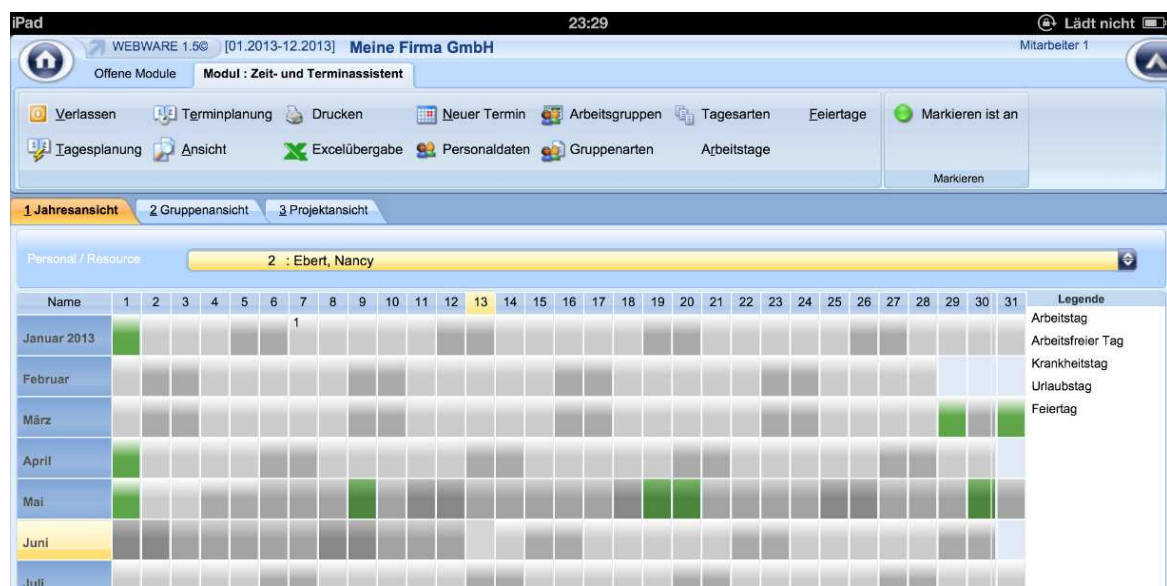 iPad 23:29 Lädt nicht
WEBWARE 1.5© [01.2013-12.2013] Meine Firma GmbH Mitarbeiter 1
Offene Module Modul : Zeit- und Terminassistent
Verlassen Terminplanung Drucken Neuer Termin Arbeitsgruppen Tagesarten Feiertage Markieren ist an
Tagesplanung Ansicht Excelübergabe Personaldaten Gruppenarten Arbeitstage
Markieren
1 Jahresansicht 2 Gruppenansicht 3 Projektansicht
Personal / Resource 2 : Ebert, Nancy
Name 1 2 3 4 5 6 7 8 9 10 11 12 13 14 15 16 17 18 19 20 21 22 23 24 25 26 27 28 29 30 31 Legende
Januar 2013 1
Februar
März
April
Mai
Juni
Juli
Arbeitstag
Arbeitsfreier Tag
Krankheitstag
Urlaubstag
Feiertag